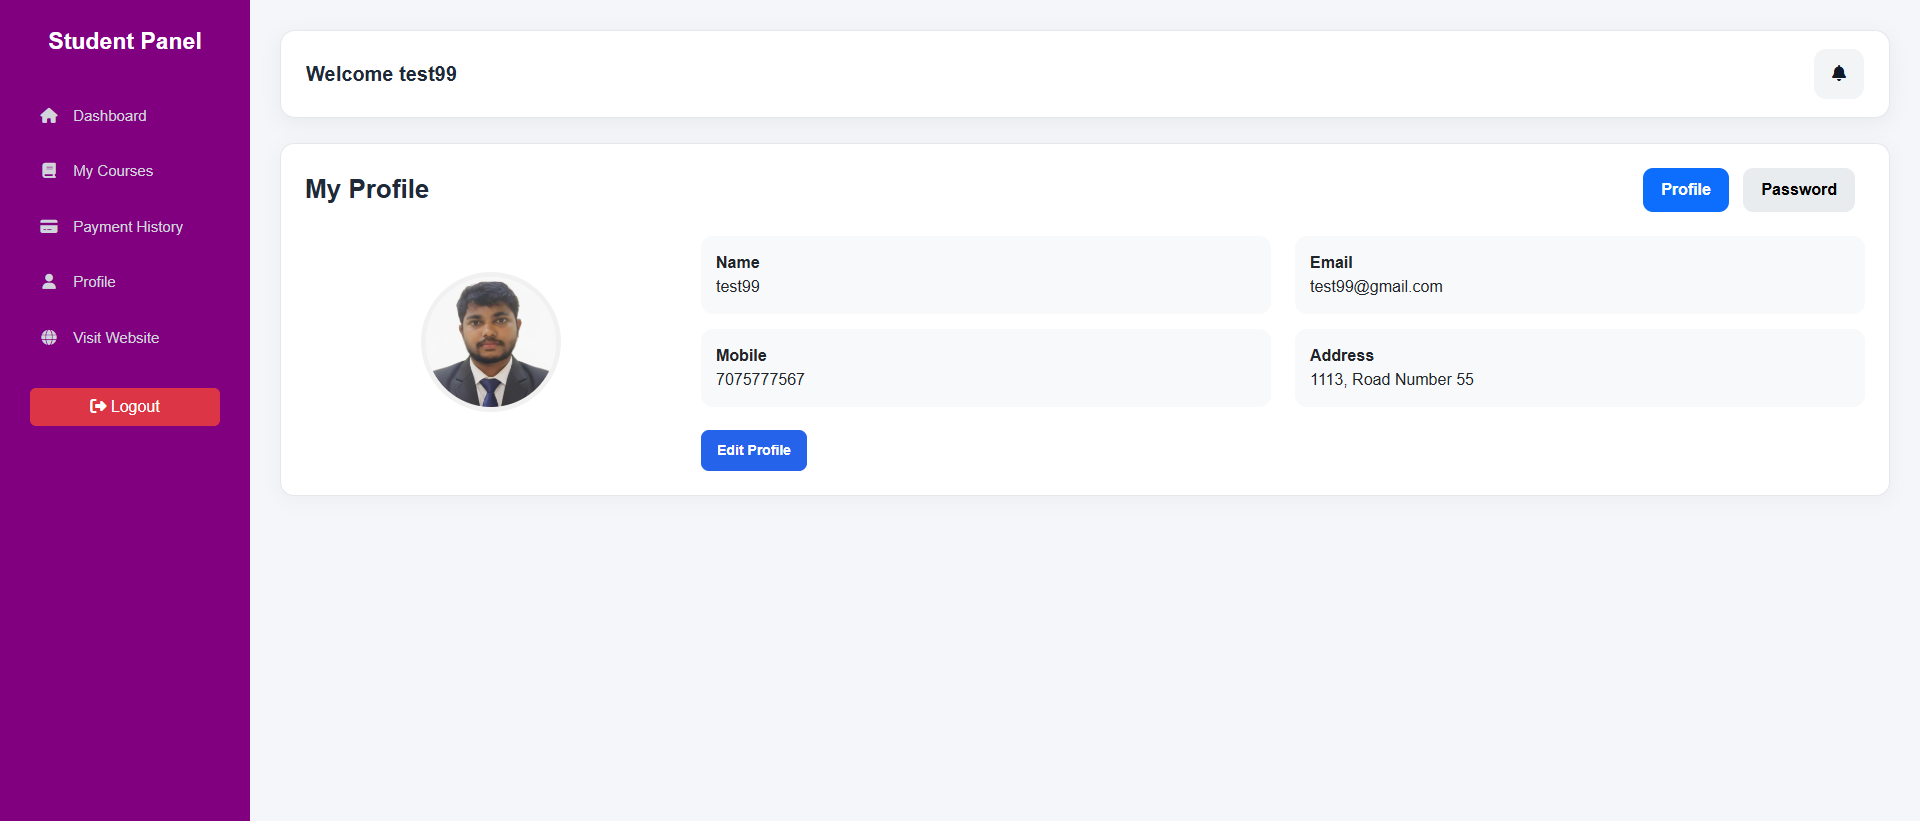 Student Panel
Dashboard
My Courses
Payment History
Profile
Visit Website
Logout
Welcome test99
My Profile
Profile
Password
Name
test99
Email
test99@gmail.com
Mobile
7075777567
Address
1113, Road Number 55
Edit Profile